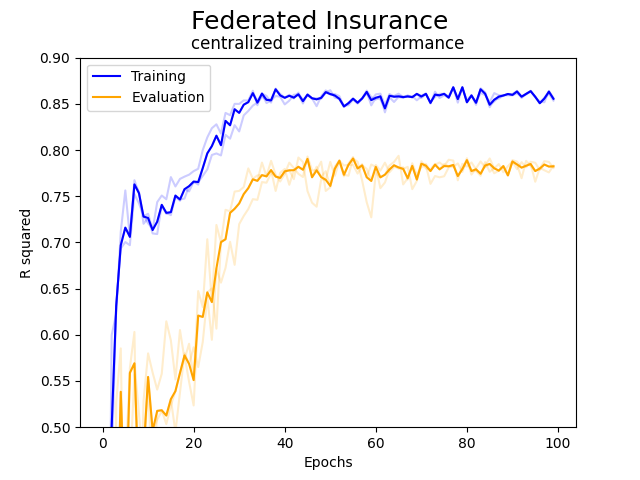 Federated Insurance
centralized training performance
Training
Evaluation
R squared
0.90
0.85
0.80
0.75
0.70
0.65
0.60
0.55
0.50
0 20 40 60 80 100
Epochs